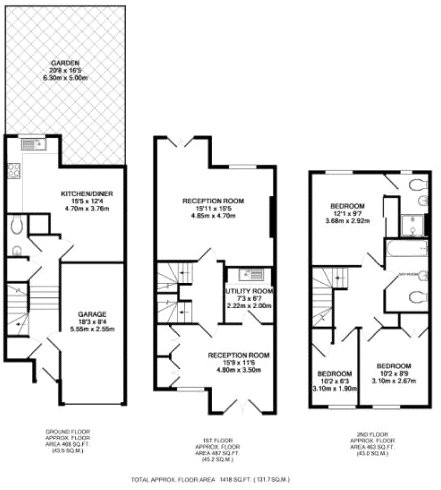 GARDEN
20'8 x 16'5
6.30m x 5.00m
KITCHEN/DINER
15'5 x 12'4
4.70m x 3.76m
GARAGE
18'3 x 8'4
5.55m x 2.55m
GROUND FLOOR
APPROX. FLOOR
AREA 468 SQ.FT.
(43.5 SQ.M.)
RECEPTION ROOM
15'11 x 15'5
4.85m x 4.70m
UTILITY ROOM
7'3 x 6'7
2.22m x 2.00m
RECEPTION ROOM
15'9 x 11'6
4.80m x 3.50m
1ST FLOOR
APPROX. FLOOR
AREA 487 SQ.FT.
(45.2 SQ.M.)
BEDROOM
12'1 x 9'7
3.68m x 2.92m
BATHROOM
BEDROOM
10'2 x 6'3
3.10m x 1.90m
BEDROOM
10'2 x 8'9
3.10m x 2.67m
2ND FLOOR
APPROX. FLOOR
AREA 463 SQ.FT.
(43.0 SQ.M.)
TOTAL APPROX. FLOOR AREA 1418 SQ.FT. (131.7 SQ.M.)